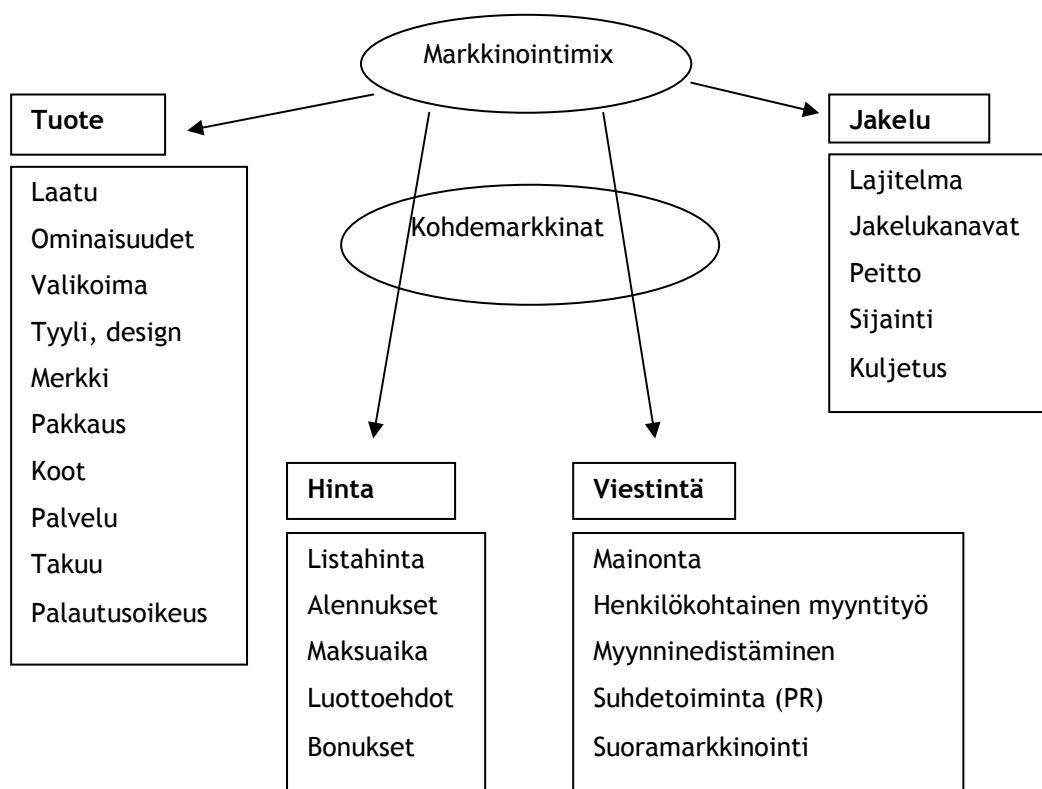 Markkinointimix
Tuote
Laatu
Ominaisuudet
Valikoima
Tyyli, design
Merkki
Pakkaus
Koot
Palvelu
Takuu
Palautusoikeus
Kohdemarkkinat
Jakelu
Lajitelma
Jakelukanavat
Peitto
Sijainti
Kuljetus
Hinta
Listahinta
Alennukset
Maksuaika
Luottoehdot
Bonukset
Viestintä
Mainonta
Henkilökohtainen myyntityö
Myynninedistäminen
Suhdetoiminta (PR)
Suoramarkkinointi